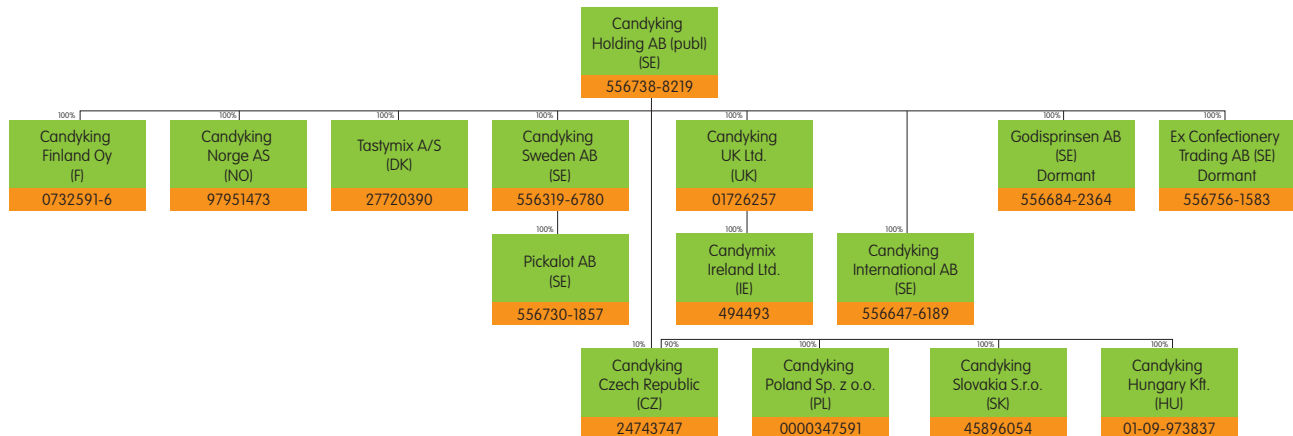 Candyking
Holding AB (publ)
(SE)
556738-8219
100%
Candyking
Finland Oy
(F)
0732591-6
100%
Candyking
Norge AS
(NO)
97951473
100%
Tastymix A/S
(DK)
27720390
100%
Candyking
Sweden AB
(SE)
556319-6780
100%
Candyking
UK Ltd.
(UK)
01726257
100%
Godisprinsen AB
(SE)
Dormant
556684-2364
100%
Ex Confectionery
Trading AB (SE)
Dormant
556756-1583
100%
Pickalot AB
(SE)
556730-1857
100%
Candymix
Ireland Ltd.
(IE)
494493
100%
Candyking
International AB
(SE)
556647-6189
10% 90%
Candyking
Czech Republic
(CZ)
24743747
100%
Candyking
Poland Sp. z o.o.
(PL)
0000347591
100%
Candyking
Slovakia S.r.o.
(SK)
45896054
100%
Candyking
Hungary Kft.
(HU)
01-09-973837